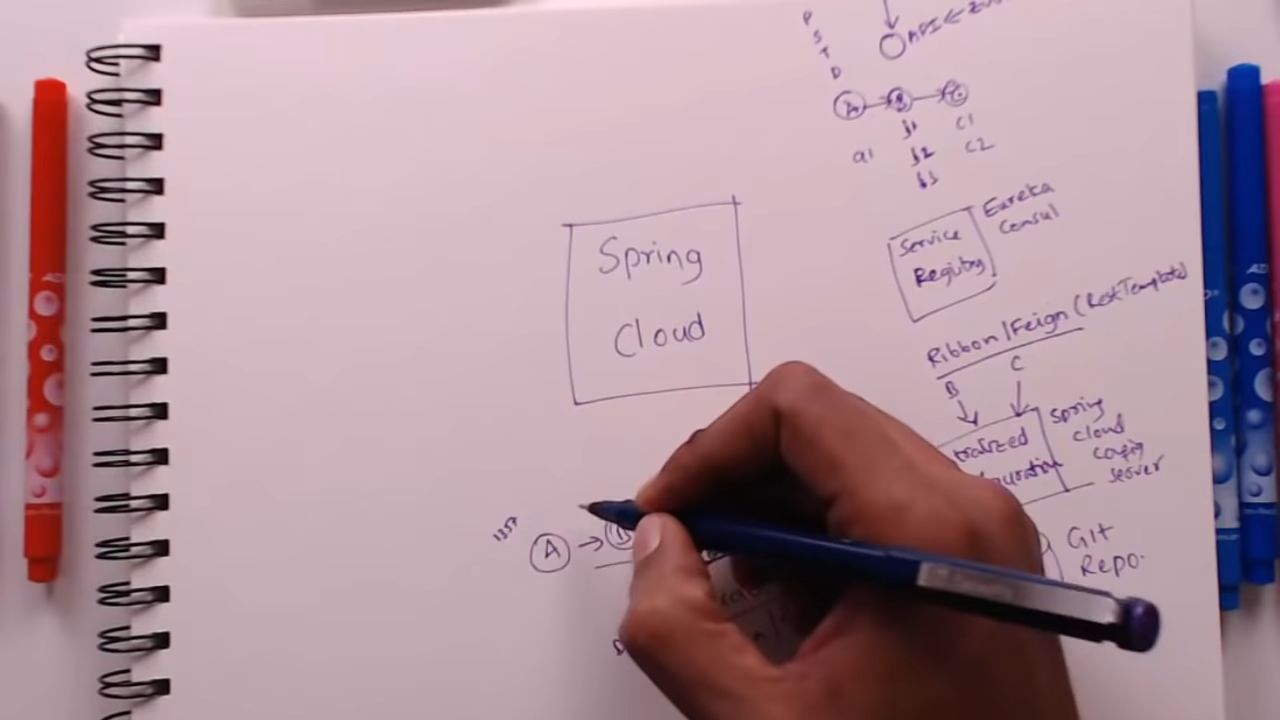 P
S
T
D
API ←
A → B → C
a1
b1
b2
b3
C1
C2
Service
Registry
Eureka
Consul
Ribbon/Feign (RestTemplate)
B
C
Spring
Cloud
config
server
Git
Repo.
Spring
Cloud
A → B